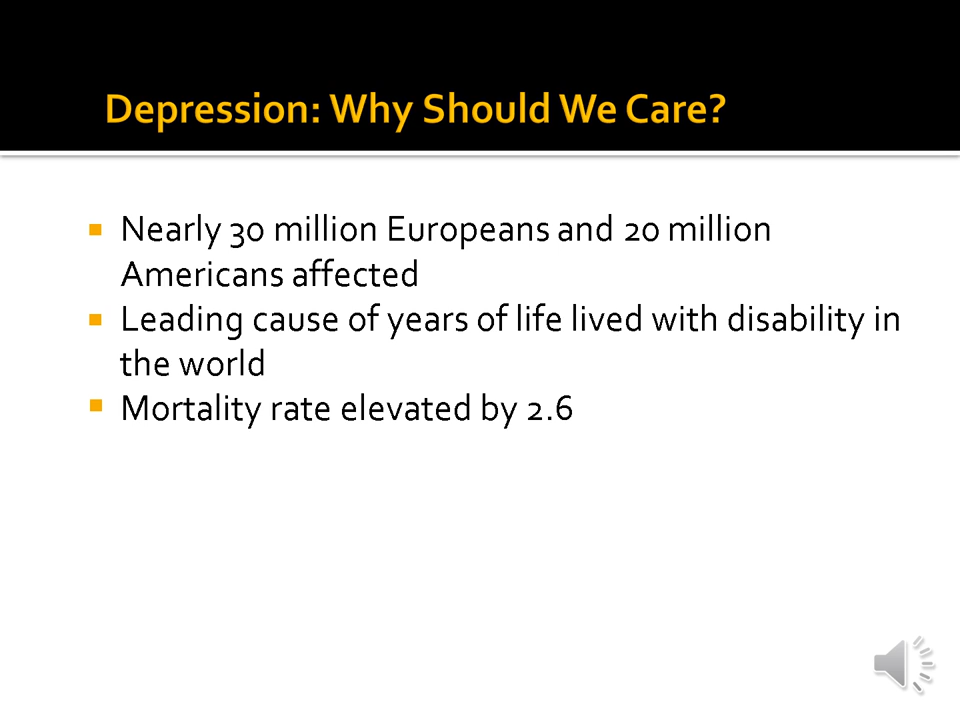 Depression: Why Should We Care?
Nearly 30 million Europeans and 20 million
Americans affected
Leading cause of years of life lived with disability in
the world
Mortality rate elevated by 2.6